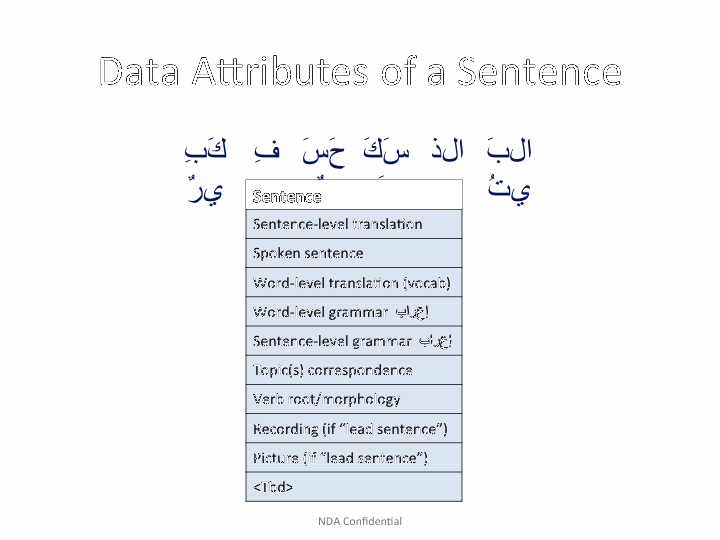 Data Attributes of a Sentence
البَ الذ سَكَ حَسَ فِ كَبِ
يتُ يرٌ
Sentence
Sentence-level translation
Spoken sentence
Word-level translation (vocab)
Word-level grammar إعراب
Sentence-level grammar إعراب
Topic(s) correspondence
Verb root/morphology
Recording (if “lead sentence”)
Picture (if “lead sentence”)
<Tbd>
NDA Confidential